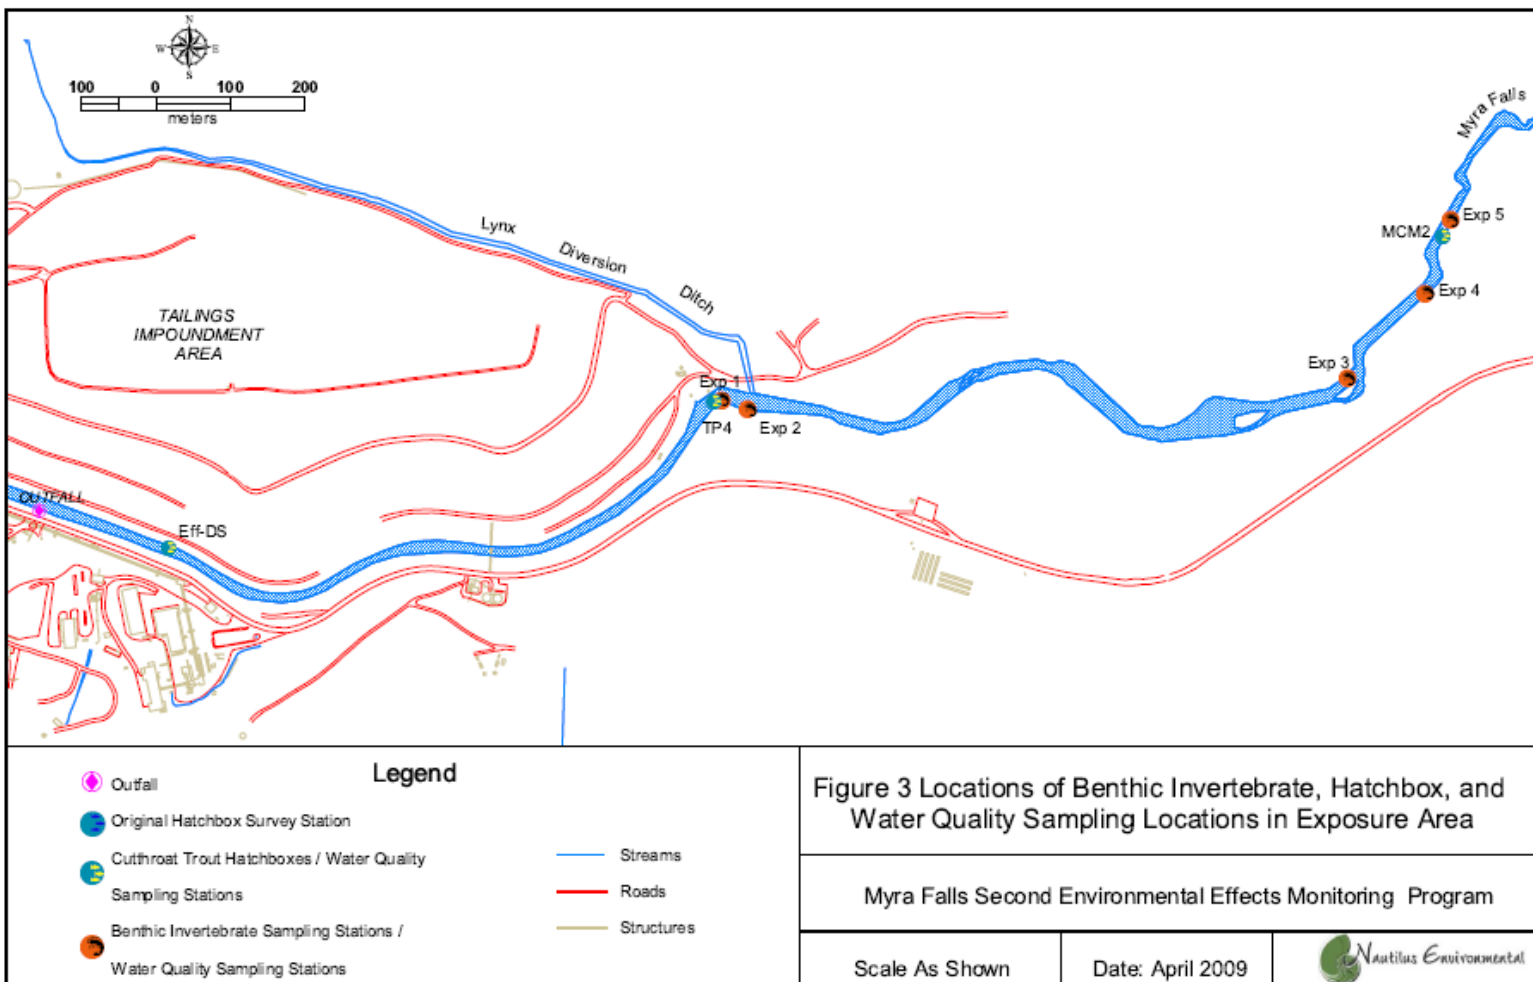 N
W E
S
100 0 100 200
meters
Myra Falls
Exp 5
MCM2
Exp 4
Lynx
Diversion
Ditch
TAILINGS
IMPOUNDMENT
AREA
Exp 3
Exp 1
TP4
Exp 2
OUTFALL
Eff-DS
Legend
Outfall
Original Hatchbox Survey Station
Cutthroat Trout Hatchboxes / Water Quality
Sampling Stations
Benthic Invertebrate Sampling Stations /
Water Quality Sampling Stations
Streams
Roads
Structures
Figure 3 Locations of Benthic Invertebrate, Hatchbox, and
Water Quality Sampling Locations in Exposure Area
Myra Falls Second Environmental Effects Monitoring Program
Scale As Shown
Date: April 2009
Nautilus Environmental